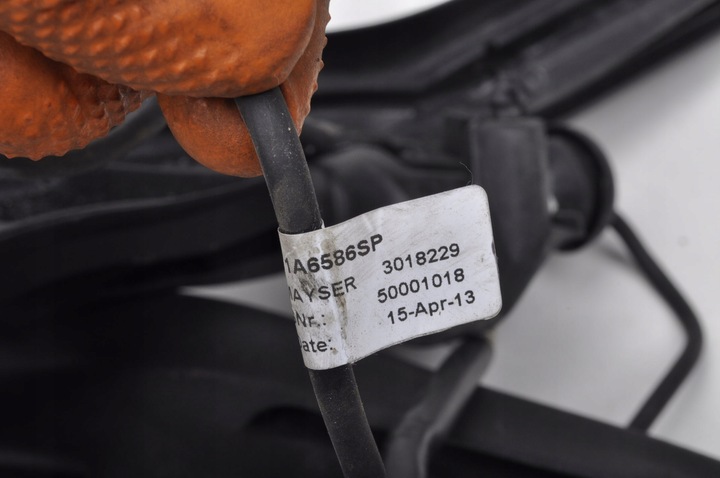 1A6586SP
AYSER 3018229
Nr.: 50001018
ate: 15-Apr-13